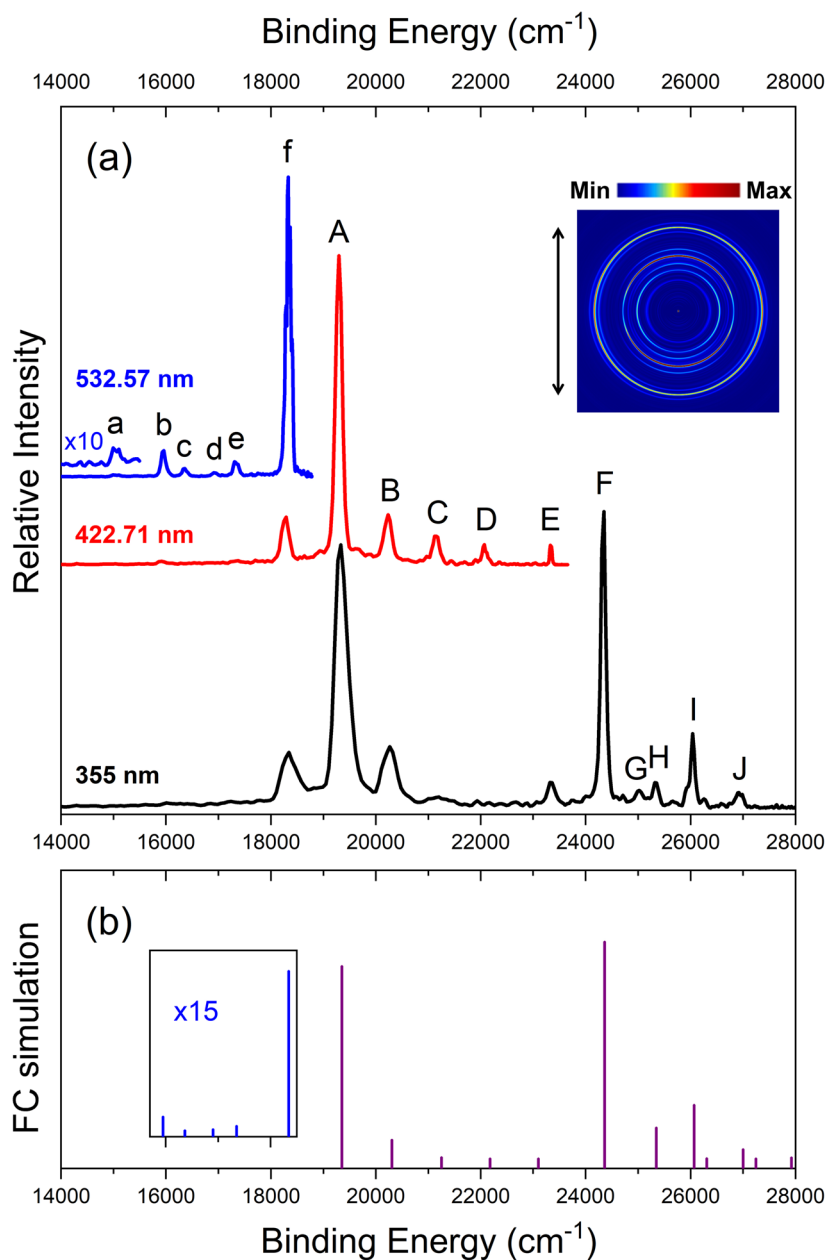 Binding Energy (cm⁻¹)
14000 16000 18000 20000 22000 24000 26000 28000
(a)
f
Min Max
A
532.57 nm
x10
a b c d e
F
422.71 nm
B C D E
I
355 nm
G H J
Relative Intensity
14000 16000 18000 20000 22000 24000 26000 28000
(b)
x15
FC simulation
14000 16000 18000 20000 22000 24000 26000 28000
Binding Energy (cm⁻¹)